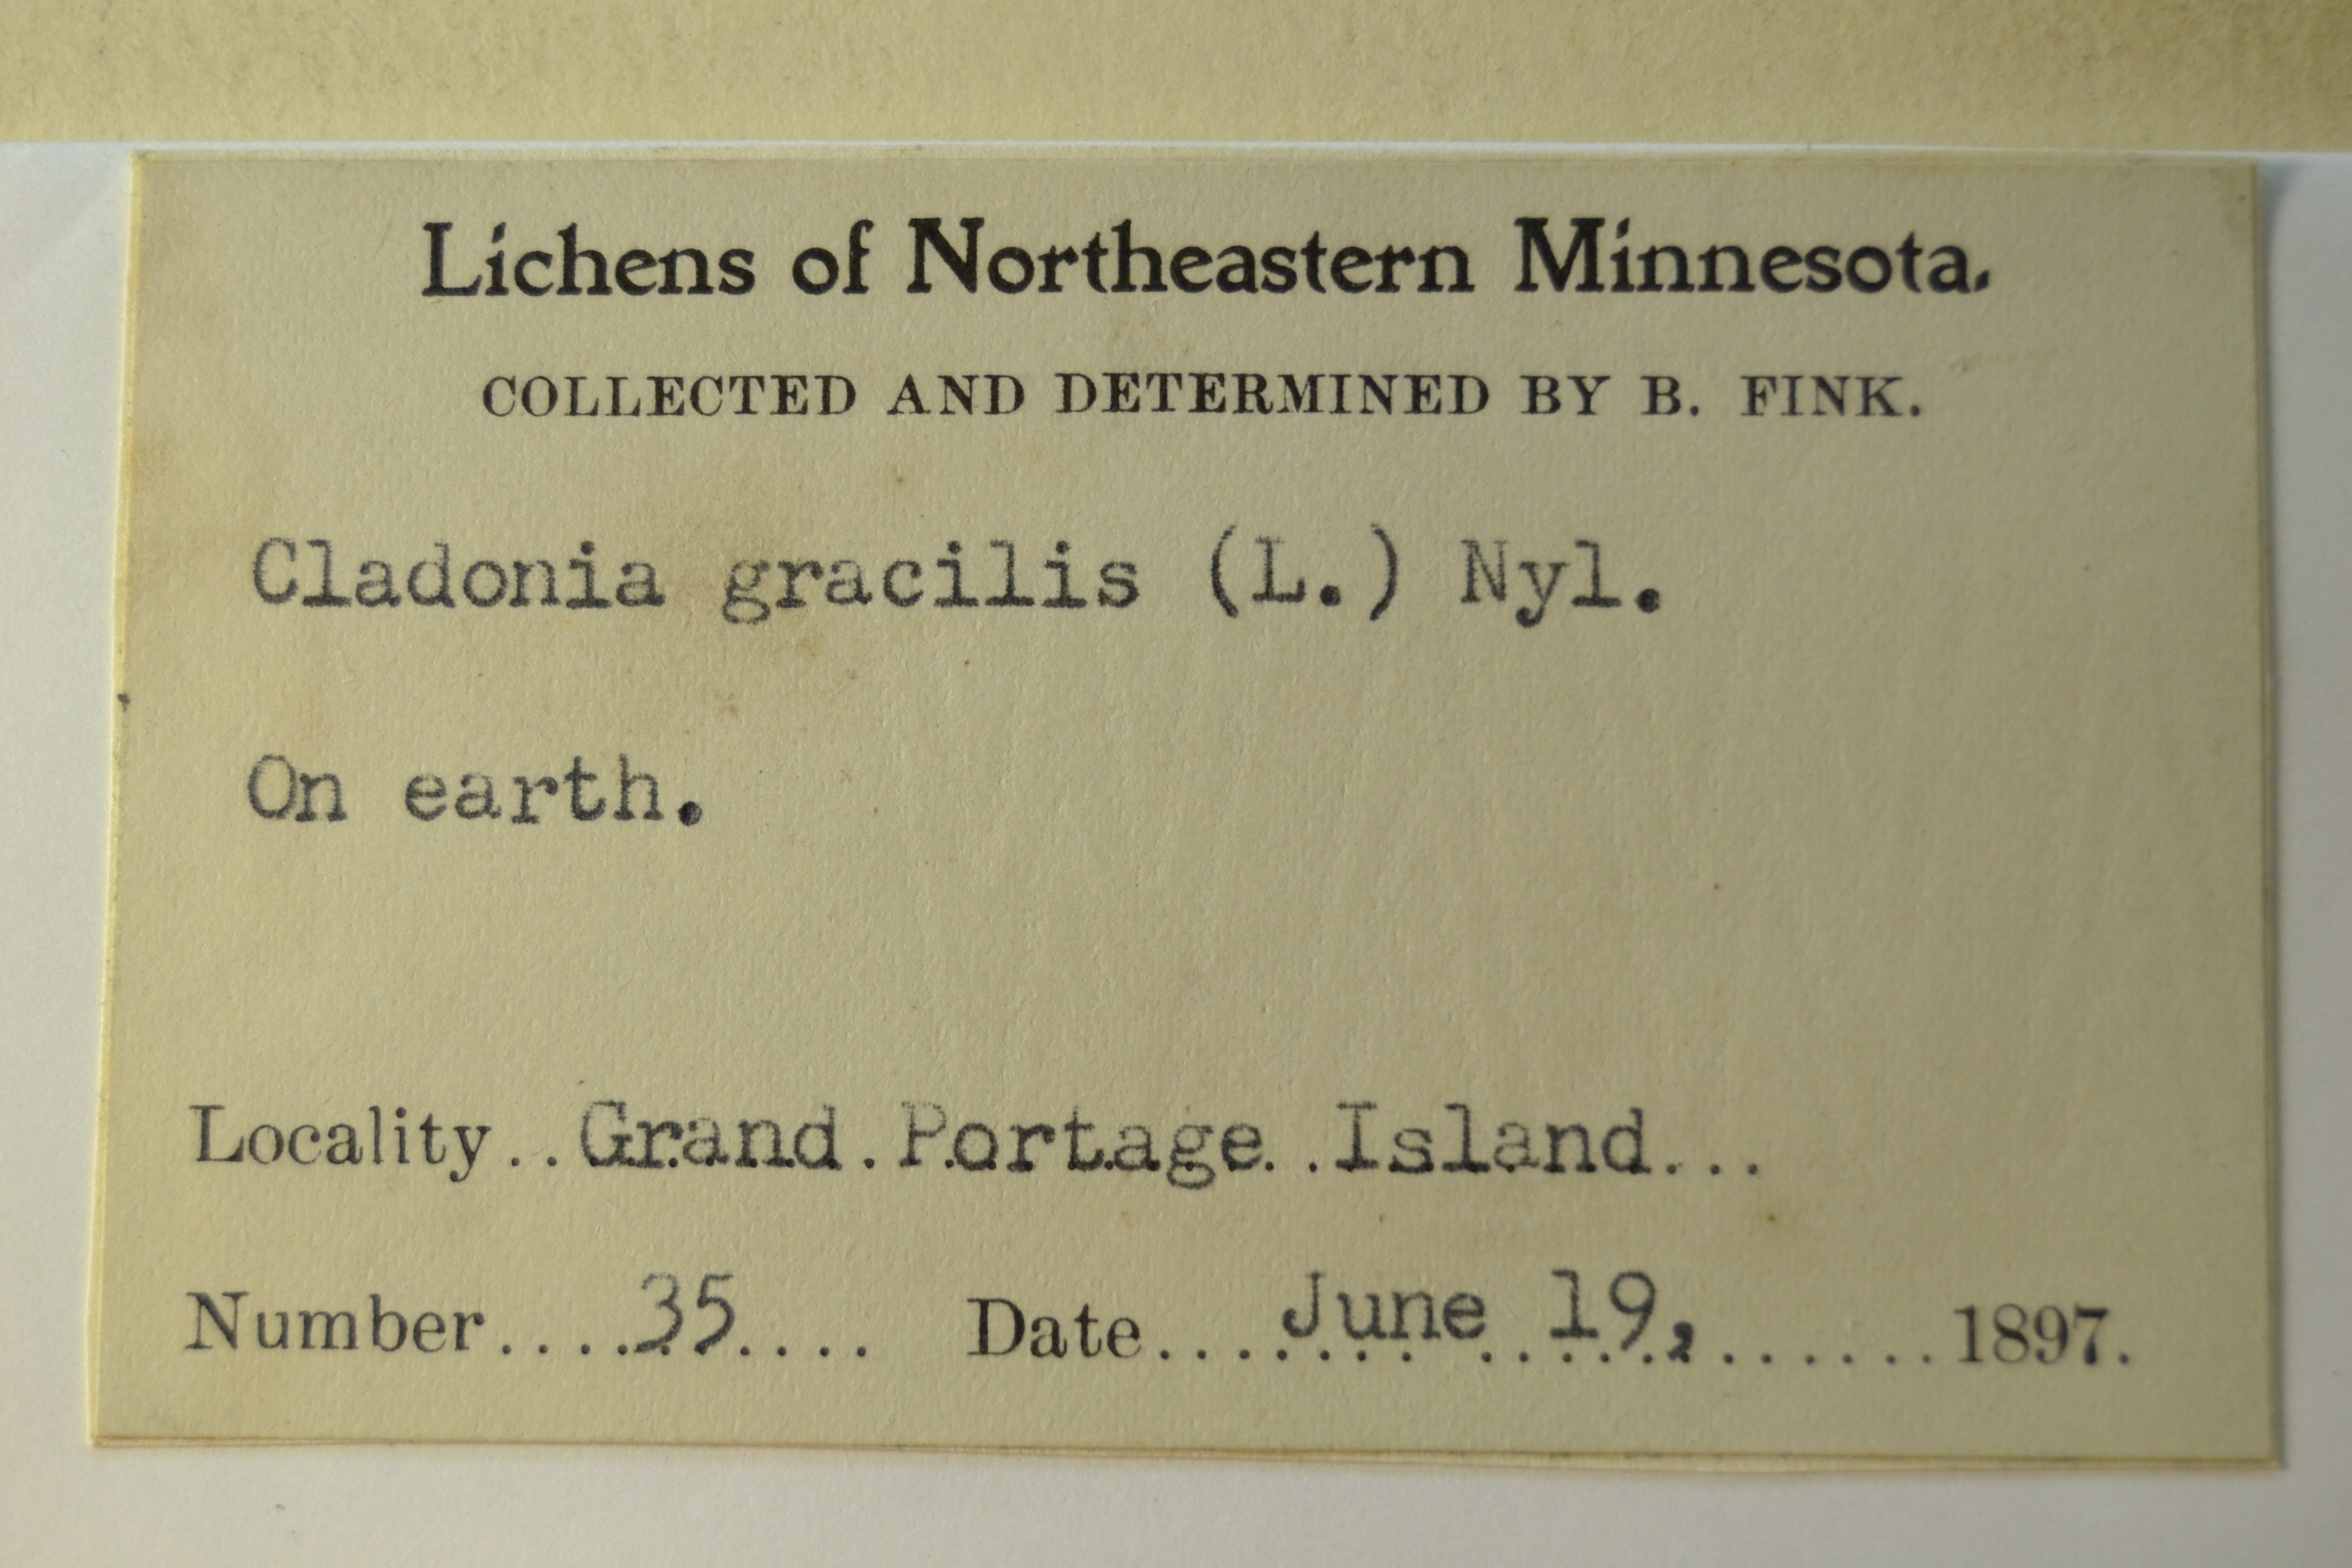 Lichens of Northeastern Minnesota.
COLLECTED AND DETERMINED BY B. FINK.
Cladonia gracilis (L.) Nyl.
On earth.
Locality..Grand.Portage..Island...
Number....35.... Date....June 19,......1897.